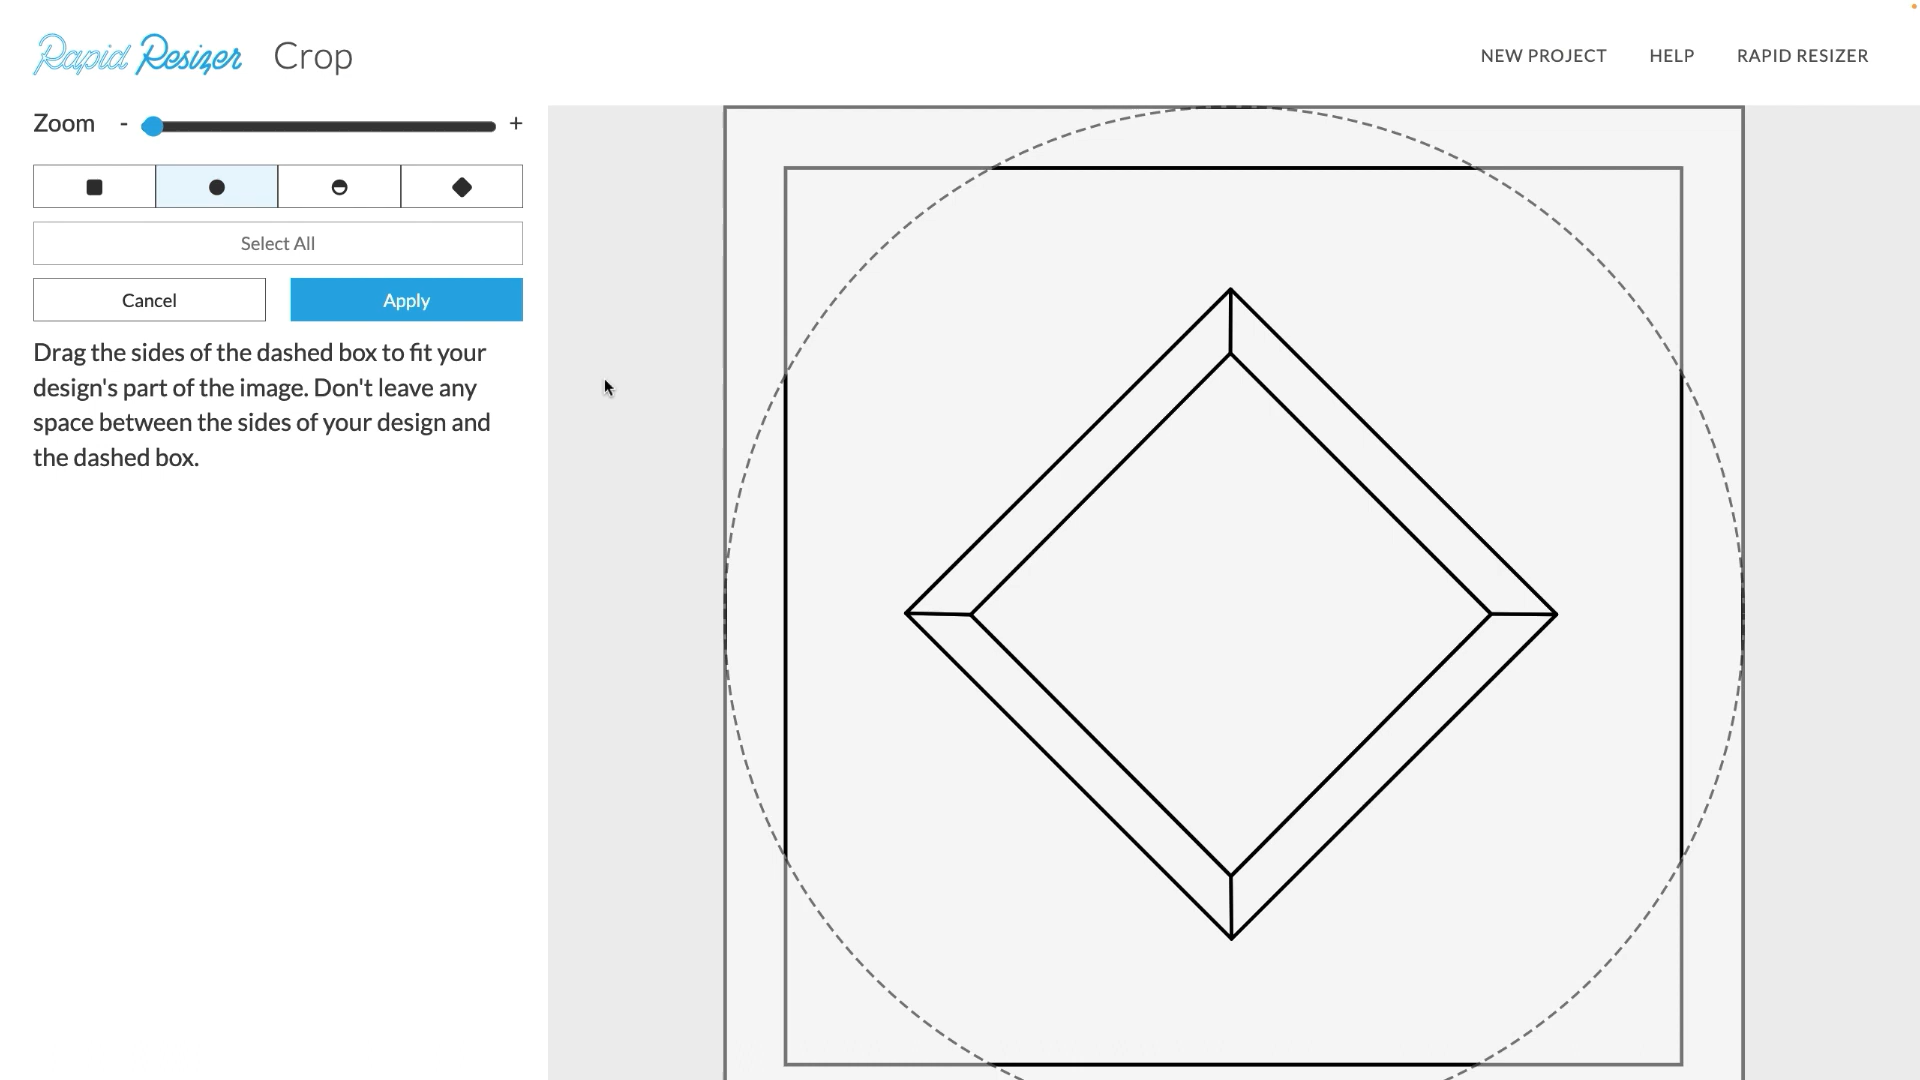 Rapid Resizer Crop
NEW PROJECT HELP RAPID RESIZER
Zoom - +
Select All
Cancel Apply
Drag the sides of the dashed box to fit your
design's part of the image. Don't leave any
space between the sides of your design and
the dashed box.